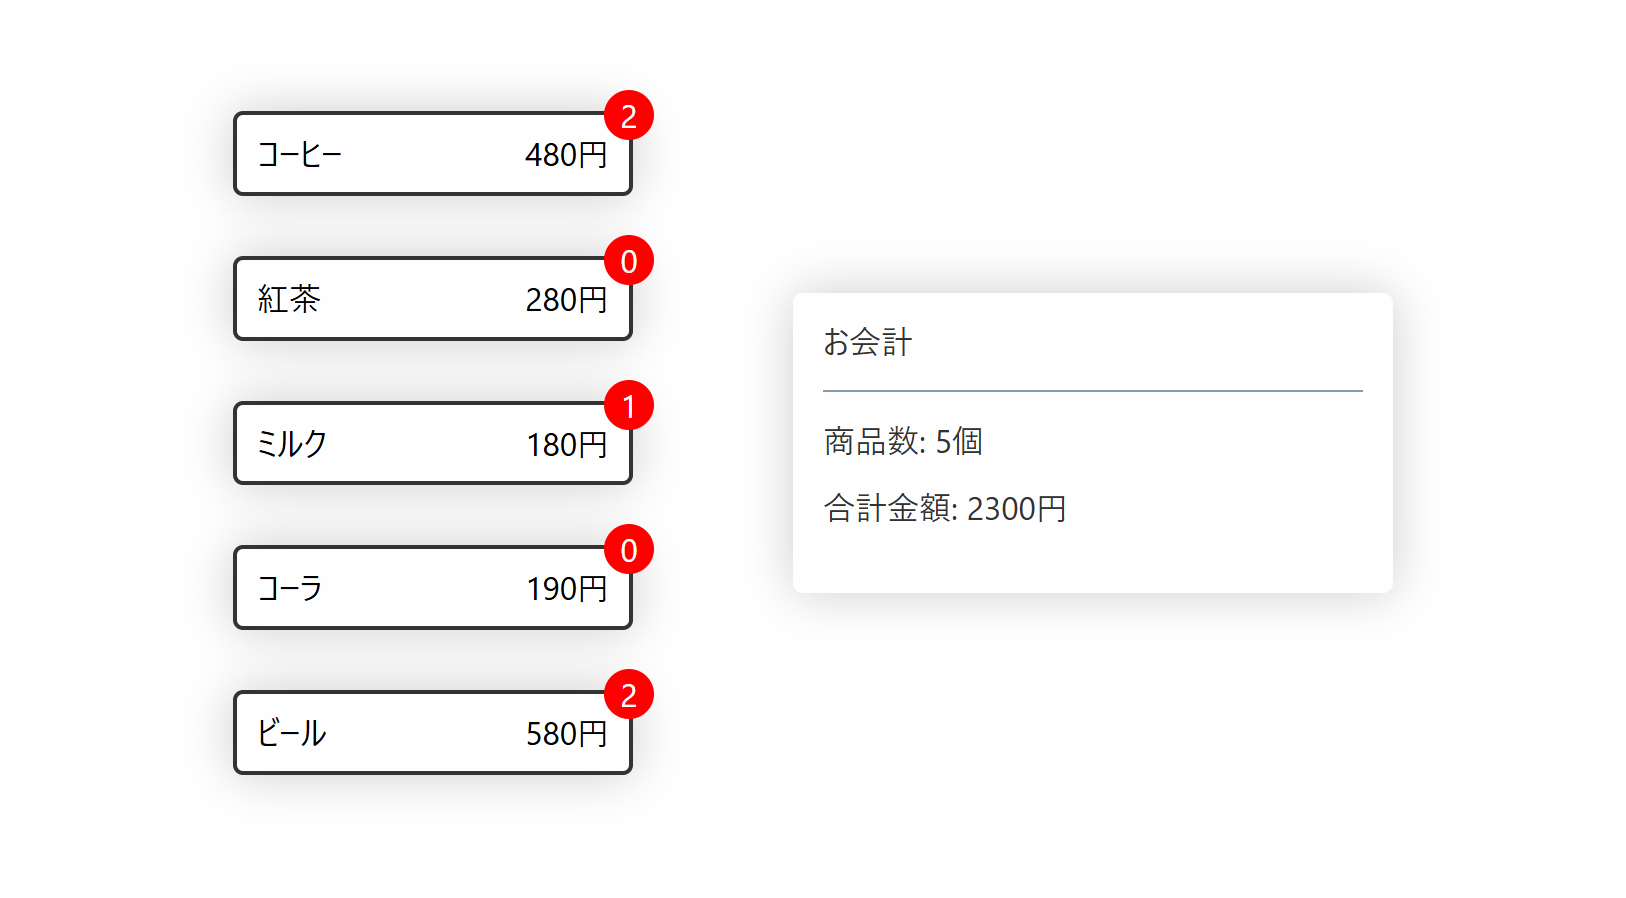 2
コーヒー 480円
0
紅茶 280円
1
ミルク 180円
0
コーラ 190円
2
ビール 580円
お会計
商品数: 5個
合計金額: 2300円